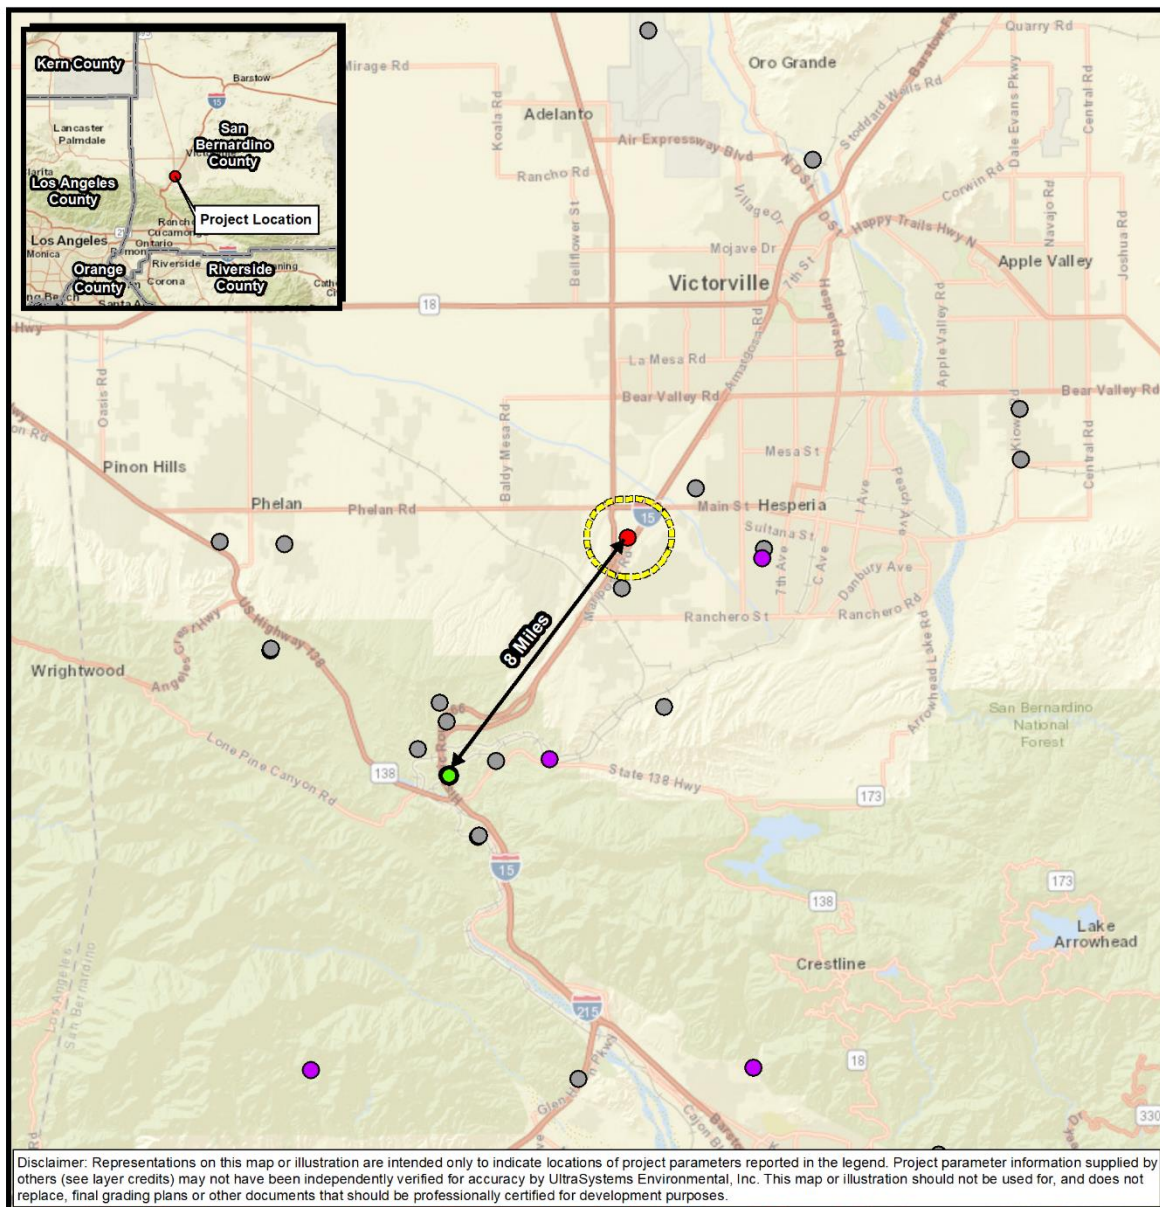 Kern County
Barstow
15
Lancaster
Palmdale
San
Bernardino
County
Los Angeles
County
Project Location
Los Angeles
Cucamonga
Ontario
Monica
Riverside
Corona
Orange
County
Riverside
County
Mirage Rd
Koala Rd
Adelanto
Oro Grande
Quarry Rd
Stoddard Wells Rd
Dale Evans Pkwy
Central Rd
Air Expressway Blvd
Rancho Rd
N D St
D St
Corwin Rd
Village Dr
Happy Trails Hwy N
Navajo Rd
Joshua Rd
Bellflower St
Mojave Dr
7th St
Apple Valley
Victorville
Hesperia Rd
18
Hwy
Amargosa Rd
La Mesa Rd
Apple Valley Rd
Oasis Rd
Bear Valley Rd
Bear Valley Rd
Baldy Mesa Rd
Mesa St
Central Rd
Pinon Hills
I Ave
Peach Ave
Phelan
Phelan Rd
15
Main St
Hesperia
Sultana St
7th Ave
C Ave
Danbury Ave
Ranchero St
Ranchero Rd
8 Miles
US Highway 138
Wrightwood
Arrowhead Lake Rd
San Bernardino
National
Forest
Lone Pine Canyon Rd
138
State 138 Hwy
173
15
173
138
Lake
Arrowhead
Crestline
Los Angeles
San Bernardino
215
18
330
Disclaimer: Representations on this map or illustration are intended only to indicate locations of project parameters reported in the legend. Project parameter information supplied by
others (see layer credits) may not have been independently verified for accuracy by UltraSystems Environmental, Inc. This map or illustration should not be used for, and does not
replace, final grading plans or other documents that should be professionally certified for development purposes.